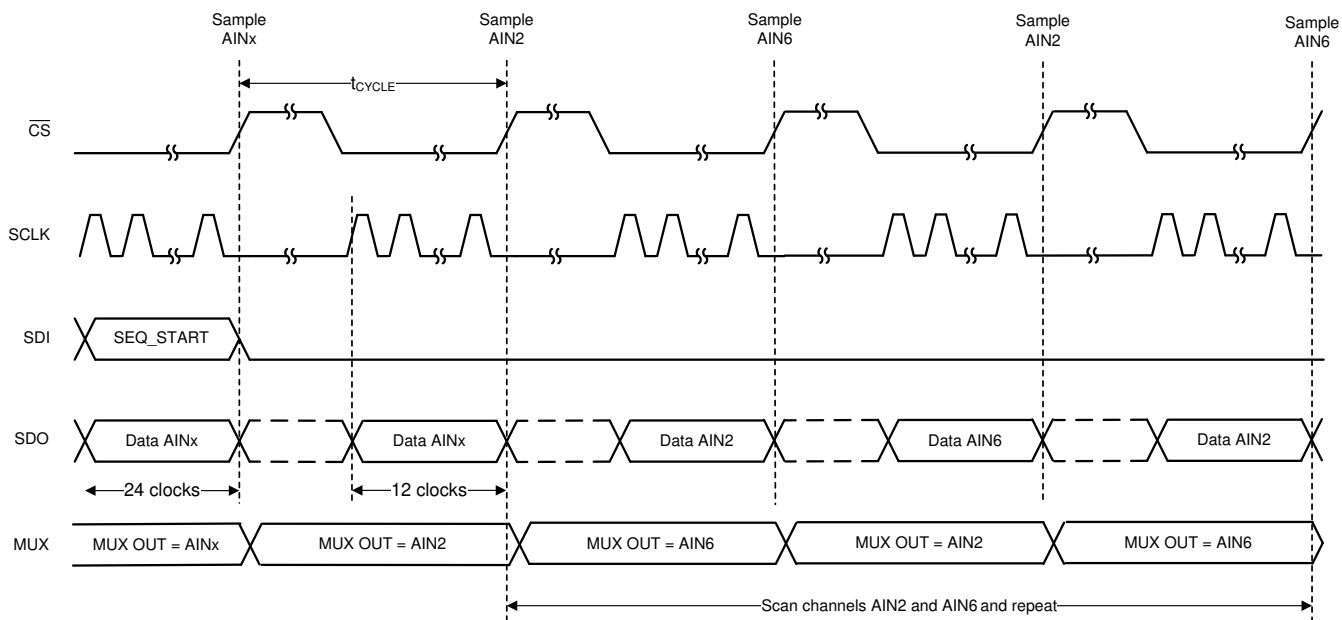 Sample
AINx
Sample
AIN2
Sample
AIN6
Sample
AIN2
Sample
AIN6
tCYCLE
CS
SCLK
SDI
SEQ_START
SDO
Data AINx
Data AINx
Data AIN2
Data AIN6
Data AIN2
24 clocks
12 clocks
MUX
MUX OUT = AINx
MUX OUT = AIN2
MUX OUT = AIN6
MUX OUT = AIN2
MUX OUT = AIN6
Scan channels AIN2 and AIN6 and repeat